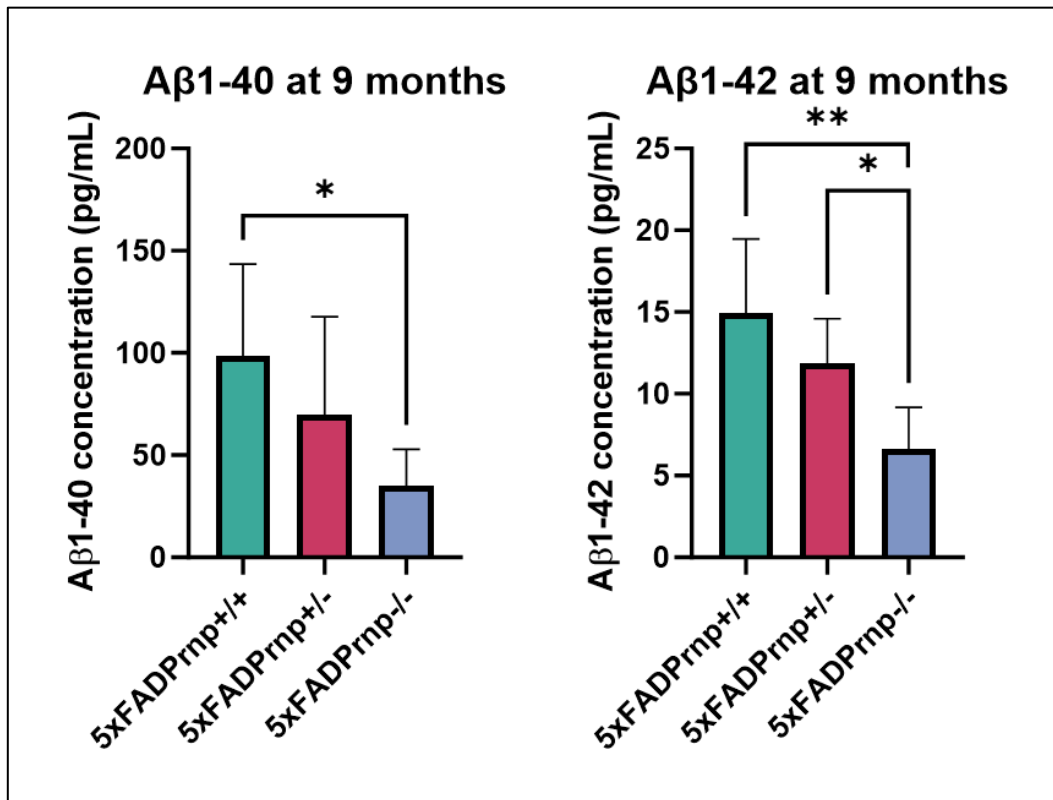 Aβ1-40 at 9 months
Aβ1-40 concentration (pg/mL)
200
150
100
50
0
*
5xFADPrnp+/+
5xFADPrnp+/-
5xFADPrnp-/-
Aβ1-42 at 9 months
Aβ1-42 concentration (pg/mL)
25
20
15
10
5
0
**
*
5xFADPrnp+/+
5xFADPrnp+/-
5xFADPrnp-/-